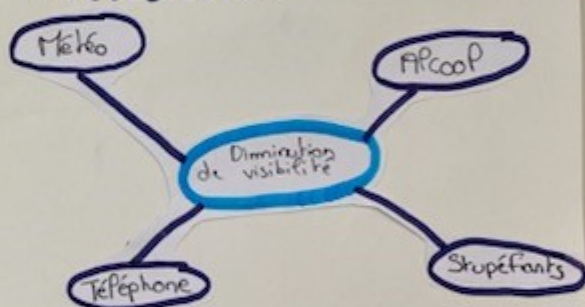 Météo
Alcool
Diminution
de visibilité
Téléphone
Stupéfiants